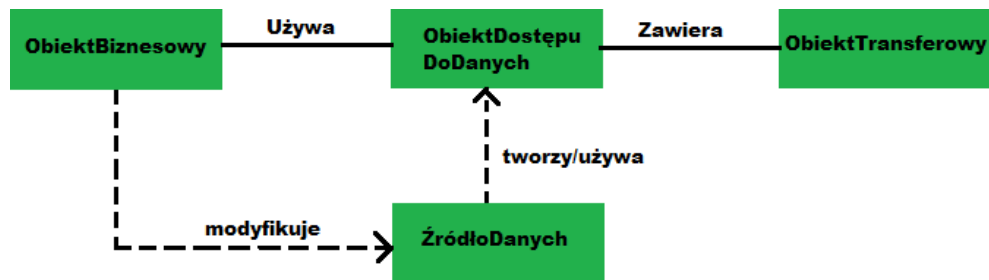 ObiektBiznesowy
Używa
ObiektDostępu
DoDanych
Zawiera
ObiektTransferowy
tworzy/używa
modyfikuje
ŹródłoDanych